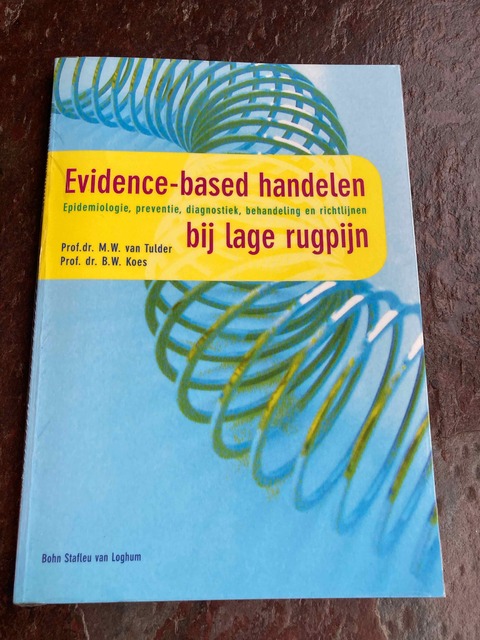 Evidence-based handelen
Epidemiologie, preventie, diagnostiek, behandeling en richtlijnen
bij lage rugpijn
Prof.dr. M.W. van Tulder
Prof. dr. B.W. Koes
Bohn Stafleu van Loghum